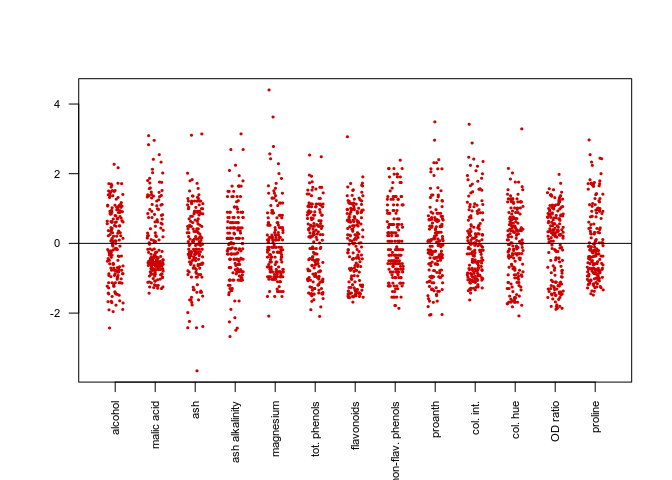 4
2
0
-2
alcohol
malic acid
ash
ash alkalinity
magnesium
tot. phenols
flavonoids
non-flav. phenols
proanth
col. int.
col. hue
OD ratio
proline